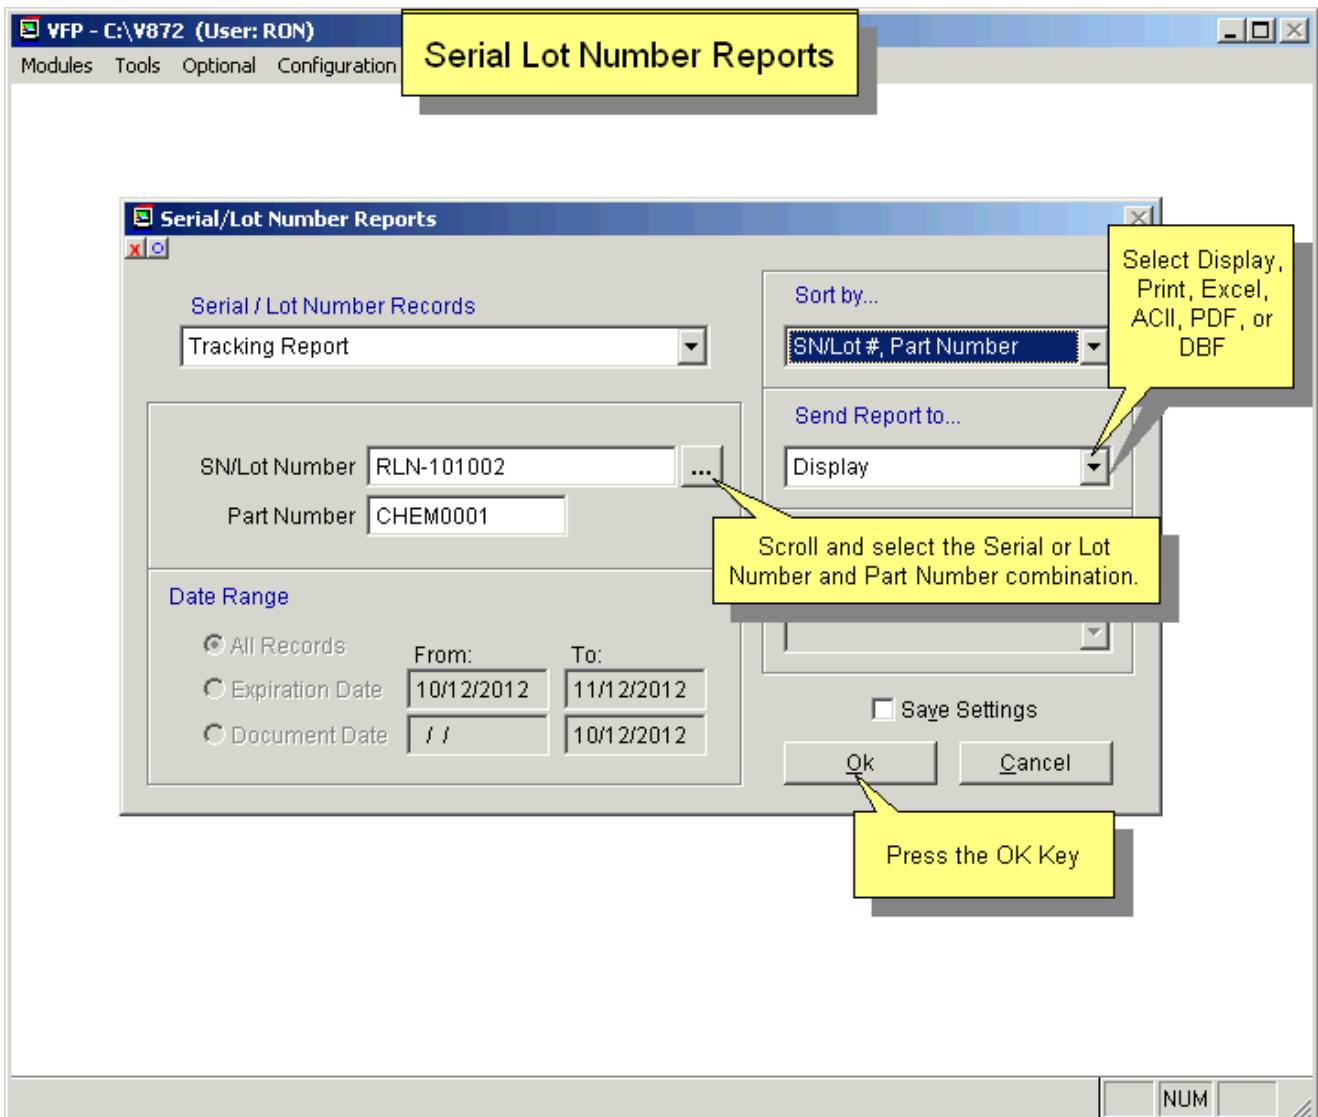 VFP - C:\V872 (User: RON)
Serial Lot Number Reports
Modules Tools Optional Configuration
Serial/Lot Number Reports
Serial / Lot Number Records
Tracking Report
Sort by...
SN/Lot #, Part Number
Select Display,
Print, Excel,
ACII, PDF, or
DBF
Send Report to...
Display
SN/Lot Number RLN-101002 ...
Part Number CHEM0001
Scroll and select the Serial or Lot
Number and Part Number combination.
Date Range
All Records From: To:
Expiration Date 10/12/2012 11/12/2012
Document Date / / 10/12/2012
Save Settings
Ok Cancel
Press the OK Key
NUM